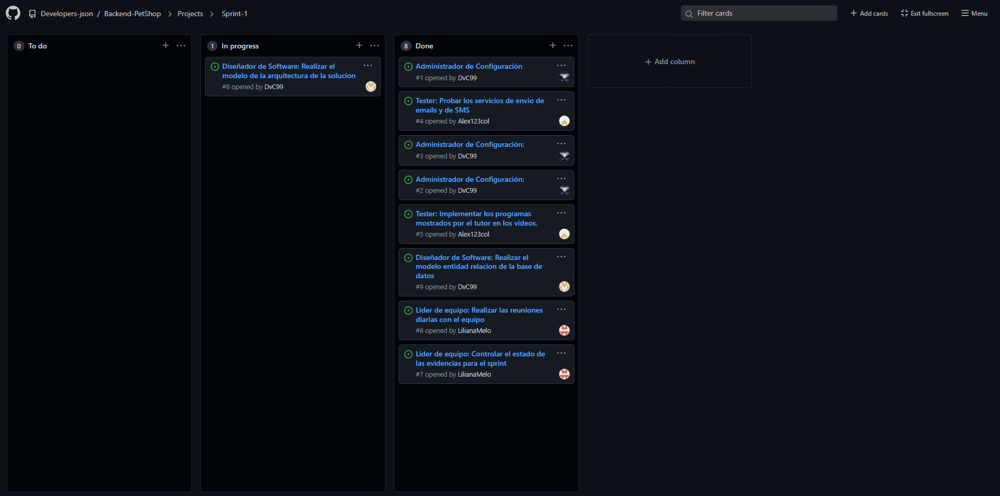 Developers-json / Backend-PetShop > Projects > Sprint-1
Filter cards
+ Add cards
Exit fullscreen
Menu
0 To do
1 In progress
Diseñador de Software: Realizar el
modelo de la arquitectura de la solucion
#8 opened by DvC99
8 Done
Administrador de Configuración
#1 opened by DvC99
Tester: Probar los servicios de envio de
emails y de SMS
#4 opened by Alex123col
Administrador de Configuración:
#3 opened by DvC99
Administrador de Configuración:
#2 opened by DvC99
Tester: Implementar los programas
mostrados por el tutor en los videos.
#5 opened by Alex123col
Diseñador de Software: Realizar el
modelo entidad relacion de la base de
datos
#9 opened by DvC99
Lider de equipo: Realizar las reuniones
diarias con el equipo
#6 opened by LilianaMelo
Lider de equipo: Controlar el estado de
las evidencias para el sprint
#7 opened by LilianaMelo
+ Add column